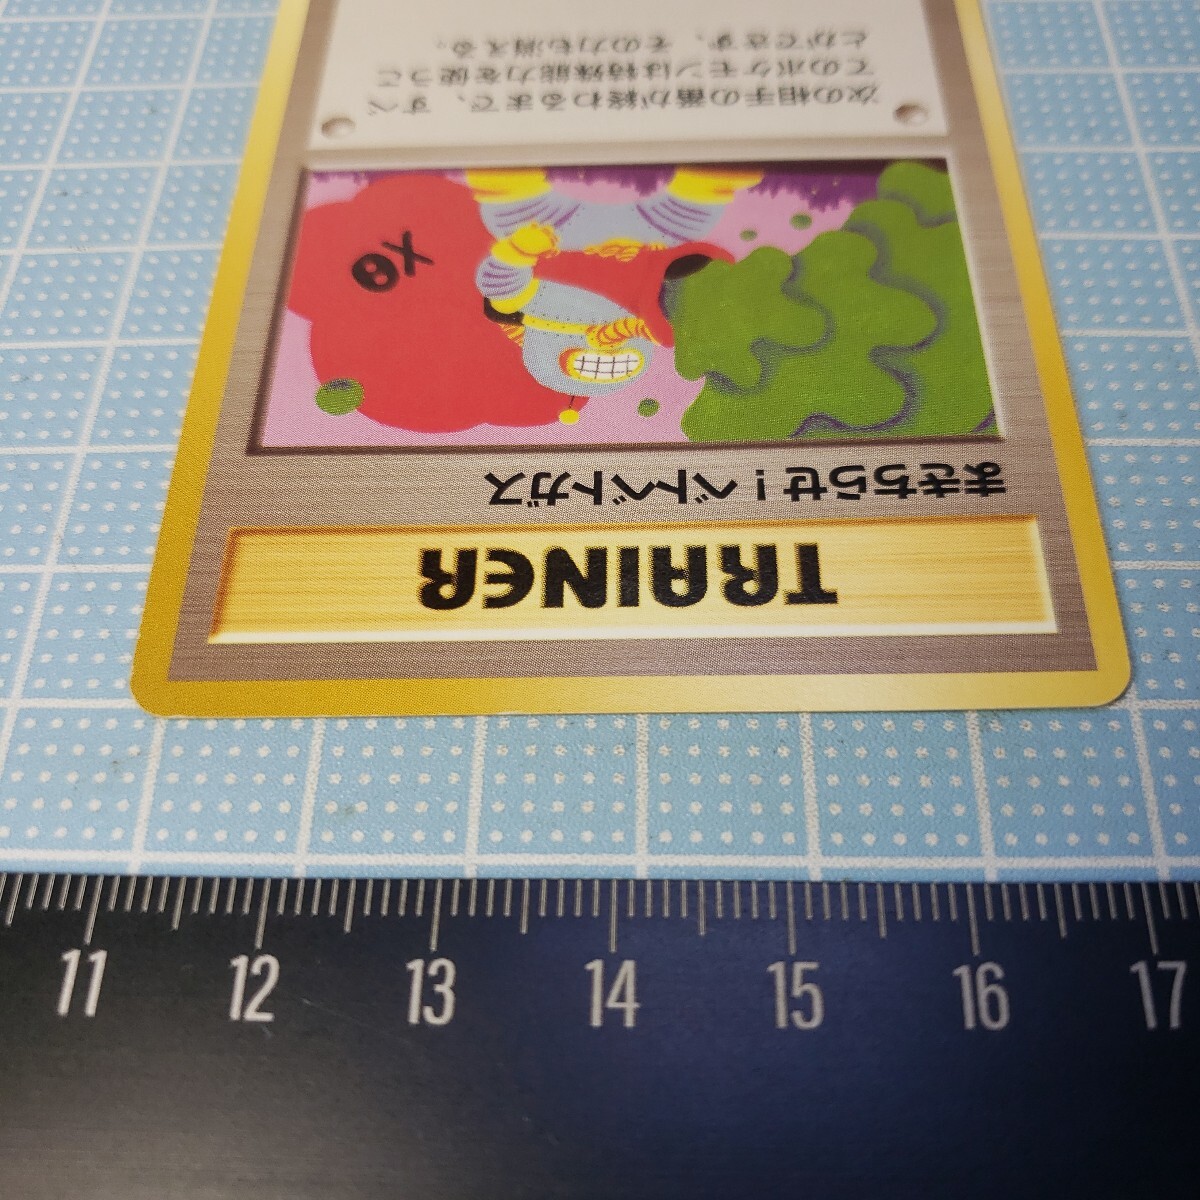 TRAINER
まきちらせ！ベトベトガス
θX
次の相手の番が終わるまで、すべ
てのポケモンは特殊能力を使うこ
とができず、その力も消える。
11 12 13 14 15 16 17